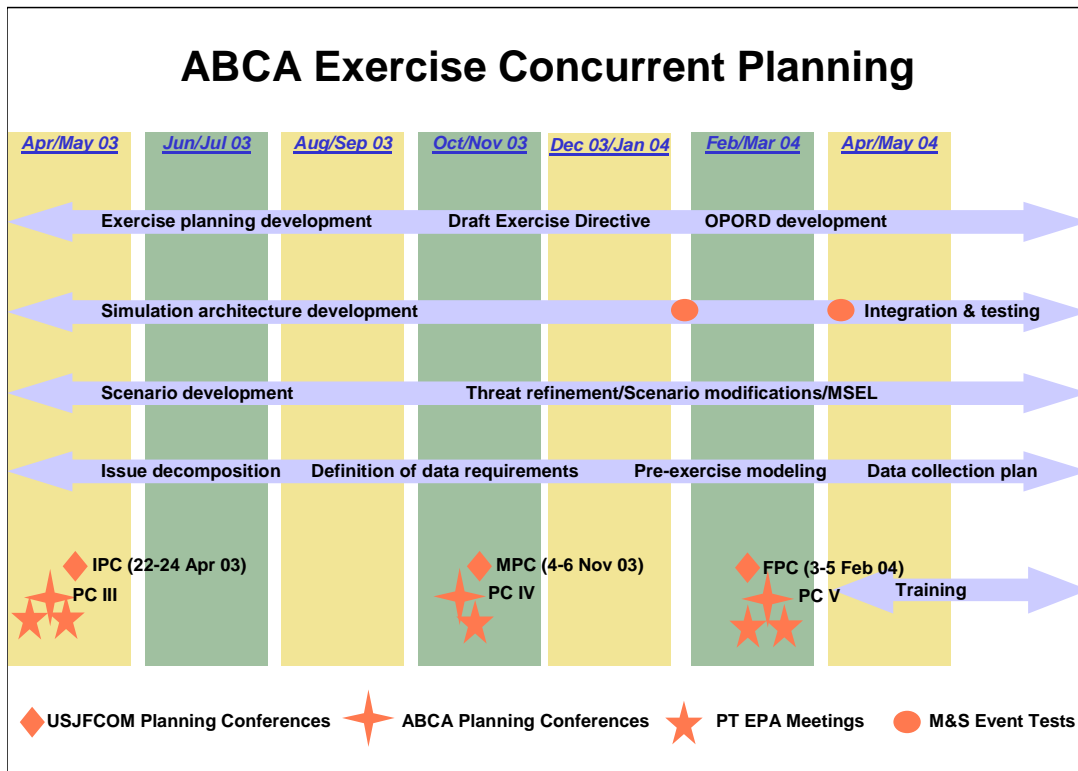 ABCA Exercise Concurrent Planning
Apr/May 03 Jun/Jul 03 Aug/Sep 03 Oct/Nov 03 Dec 03/Jan 04 Feb/Mar 04 Apr/May 04
Exercise planning development Draft Exercise Directive OPORD development
Simulation architecture development Integration & testing
Scenario development Threat refinement/Scenario modifications/MSEL
Issue decomposition Definition of data requirements Pre-exercise modeling Data collection plan
IPC (22-24 Apr 03) MPC (4-6 Nov 03) FPC (3-5 Feb 04)
PC III PC IV PC V Training
USJFCOM Planning Conferences ABCA Planning Conferences PT EPA Meetings M&S Event Tests